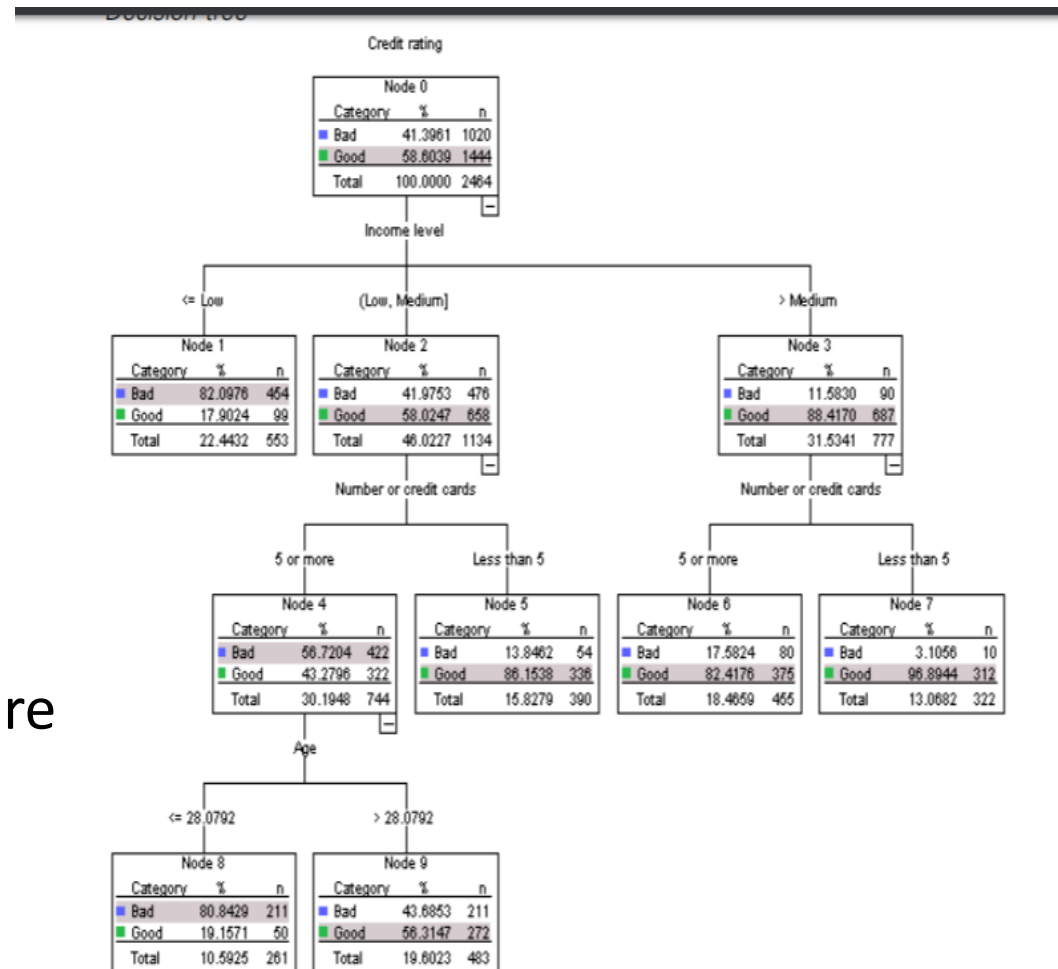 Decision tree
Credit rating
Node 0
Category % n
Bad 41.3961 1020
Good 58.6039 1444
Total 100.0000 2464
Income level
<= Low
(Low, Medium]
> Medium
Node 1
Category % n
Bad 82.0976 454
Good 17.9024 99
Total 22.4432 553
Node 2
Category % n
Bad 41.9753 476
Good 58.0247 658
Total 46.0227 1134
Node 3
Category % n
Bad 11.5830 90
Good 88.4170 687
Total 31.5341 777
Number or credit cards
Number or credit cards
5 or more
Less than 5
5 or more
Less than 5
Node 4
Category % n
Bad 56.7204 422
Good 43.2796 322
Total 30.1948 744
Node 5
Category % n
Bad 13.8462 54
Good 86.1538 336
Total 15.8279 390
Node 6
Category % n
Bad 17.5824 80
Good 82.4176 375
Total 18.4659 455
Node 7
Category % n
Bad 3.1056 10
Good 96.8944 312
Total 13.0682 322
re
Age
<= 28.0792
> 28.0792
Node 8
Category % n
Bad 80.8429 211
Good 19.1571 50
Total 10.5925 261
Node 9
Category % n
Bad 43.6853 211
Good 56.3147 272
Total 19.6023 483